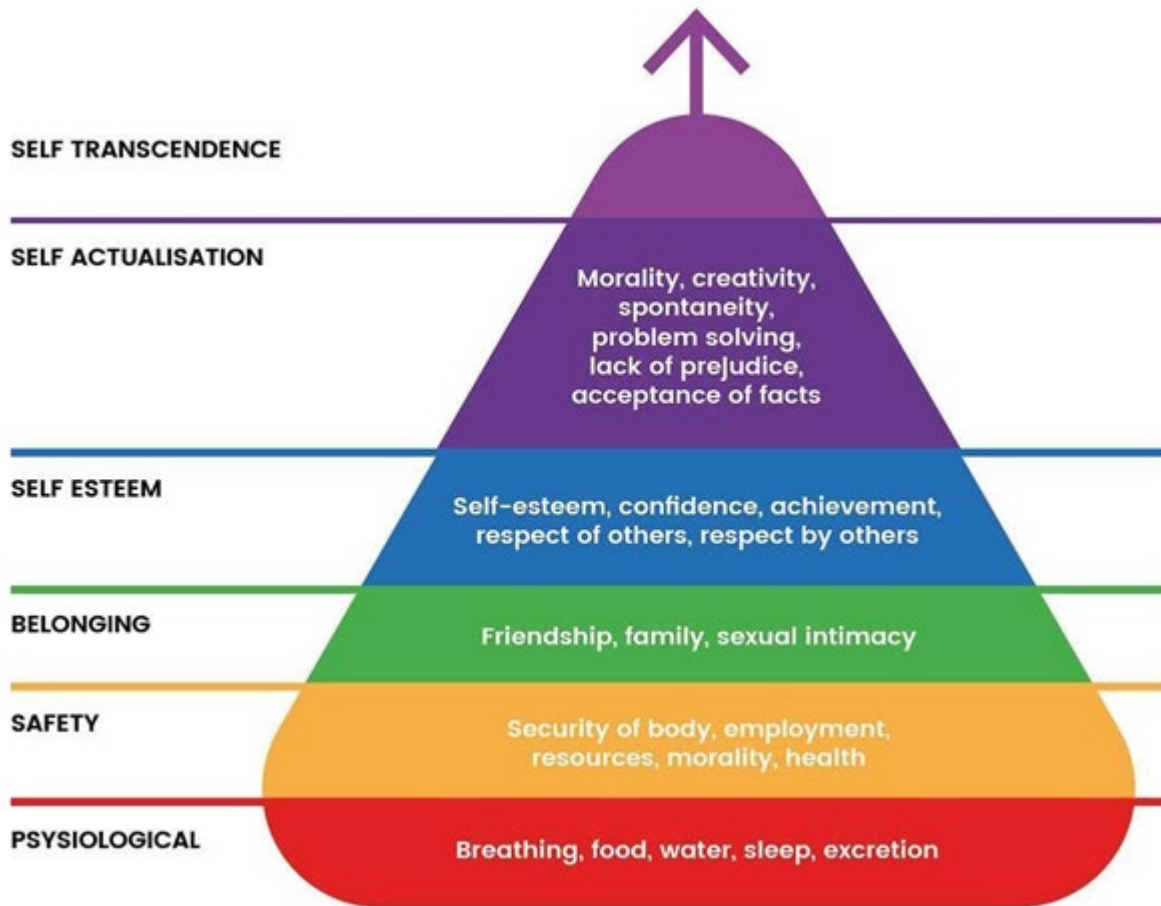 SELF TRANSCENDENCE
SELF ACTUALISATION
Morality, creativity,
spontaneity,
problem solving,
lack of prejudice,
acceptance of facts
SELF ESTEEM
Self-esteem, confidence, achievement,
respect of others, respect by others
BELONGING
Friendship, family, sexual intimacy
SAFETY
Security of body, employment,
resources, morality, health
PSYSIOLOGICAL
Breathing, food, water, sleep, excretion